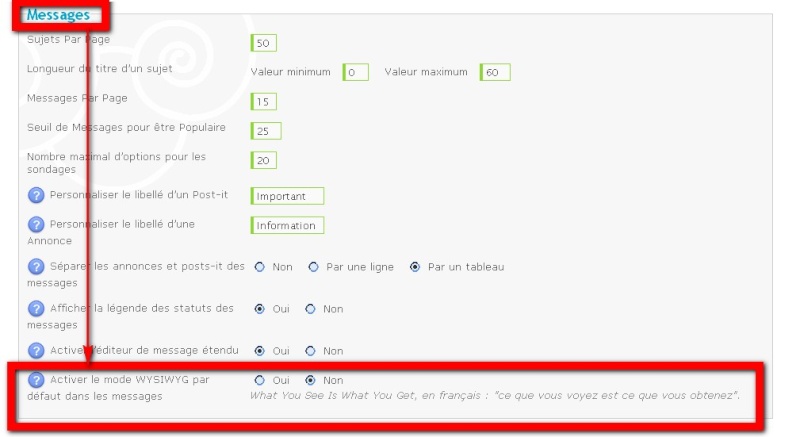 Messages
Sujets Par Page 50
Longueur du titre d'un sujet Valeur minimum 0 Valeur maximum 60
Messages Par Page 15
Seuil de Messages pour être Populaire 25
Nombre maximal d'options pour les
sondages 20
? Personnaliser le libellé d'un Post-it Important
? Personnaliser le libellé d'une
Annonce Information
? Séparer les annonces et posts-it des
messages Non Par une ligne Par un tableau
? Afficher la légende des statuts des
messages Oui Non
? Activer l'éditeur de message étendu Oui Non
? Activer le mode WYSIWYG par
défaut dans les messages Oui Non
What You See Is What You Get, en français : "ce que vous voyez est ce que vous obtenez".